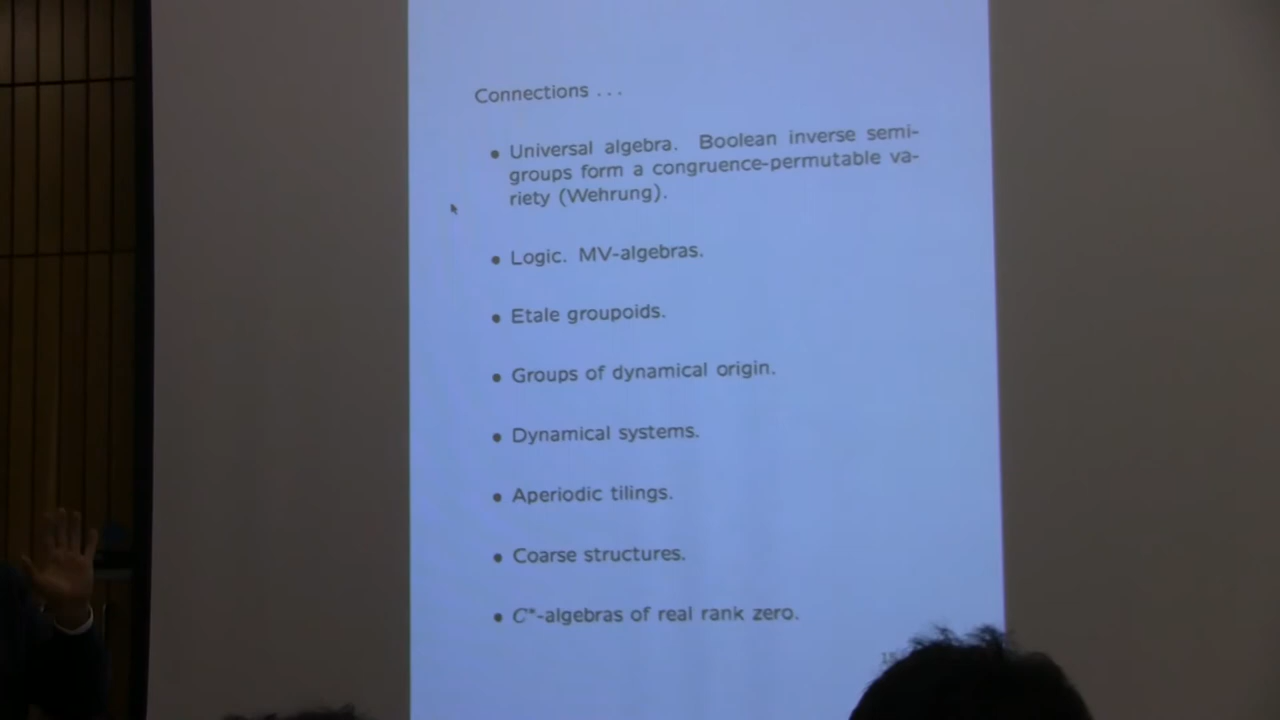 Connections ...
• Universal algebra. Boolean inverse semi-
groups form a congruence-permutable va-
riety (Wehrung).
• Logic. MV-algebras.
• Etale groupoids.
• Groups of dynamical origin.
• Dynamical systems.
• Aperiodic tilings.
• Coarse structures.
• C*-algebras of real rank zero.